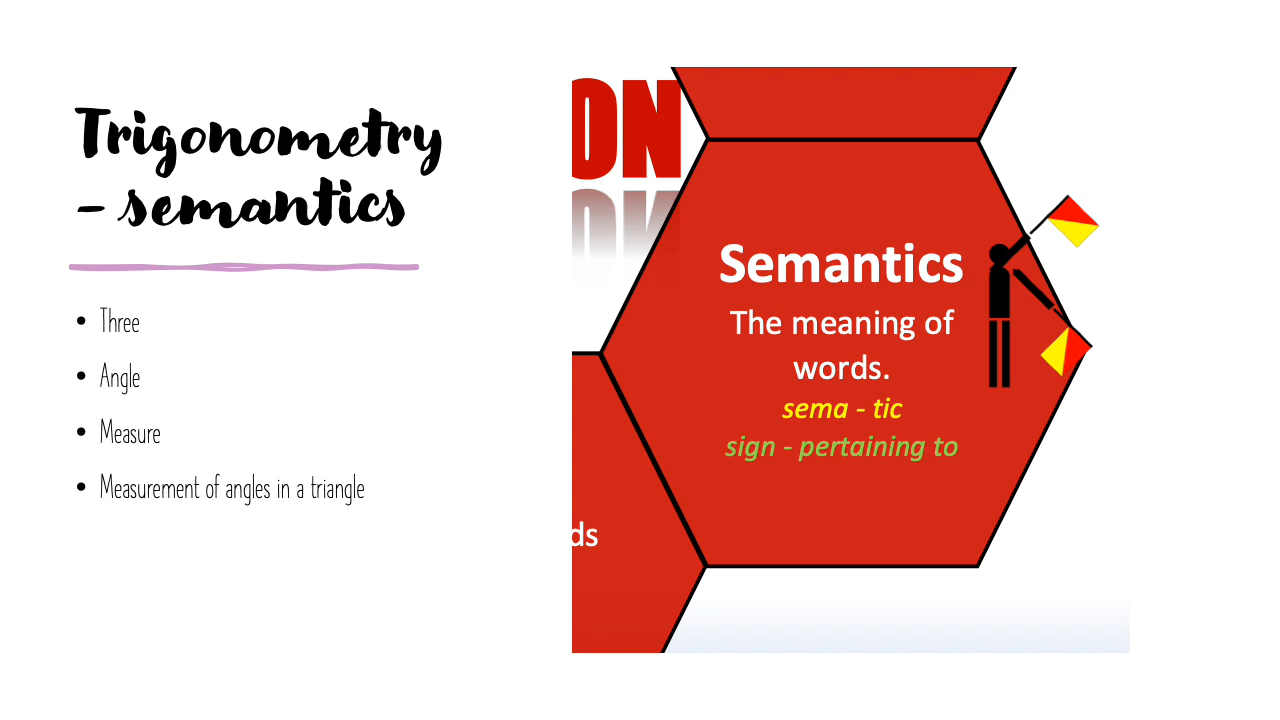 Trigonometry
- semantics
• Three
• Angle
• Measure
• Measurement of angles in a triangle
ON
Semantics
The meaning of
words.
sema - tic
sign - pertaining to
ds